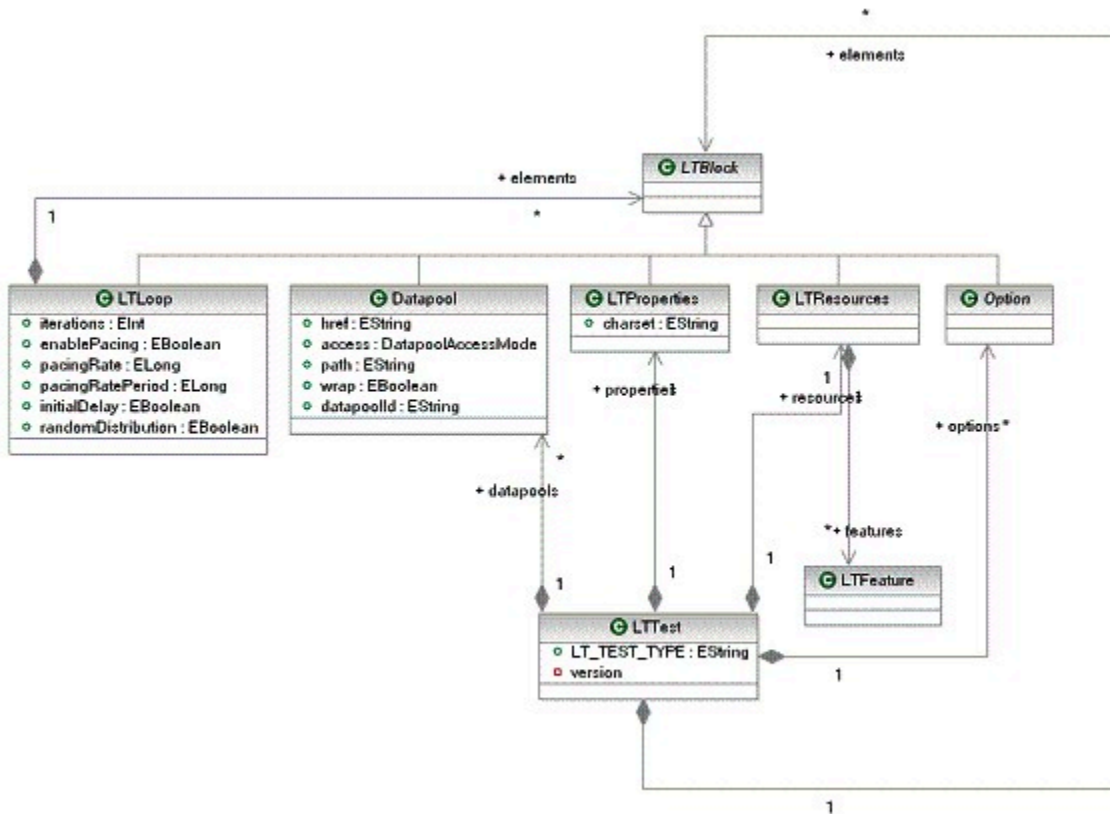 *
+ elements
LTBlock
+ elements
1
*
LTLoop
iterations : EInt
enablePacing : EBoolean
pacingRate : ELong
pacingRatePeriod : ELong
initialDelay : EBoolean
randomDistribution : EBoolean
Datapool
href : EString
access : DatapoolAccessMode
path : EString
wrap : EBoolean
datapoolId : EString
LTProperties
charset : EString
LTResources
Option
+ properties
1
1
+ resources
1
+ options
*
*
+ datapools
*
+ features
LTFeature
1
1
1
LTTest
LT_TEST_TYPE : EString
version
1
1